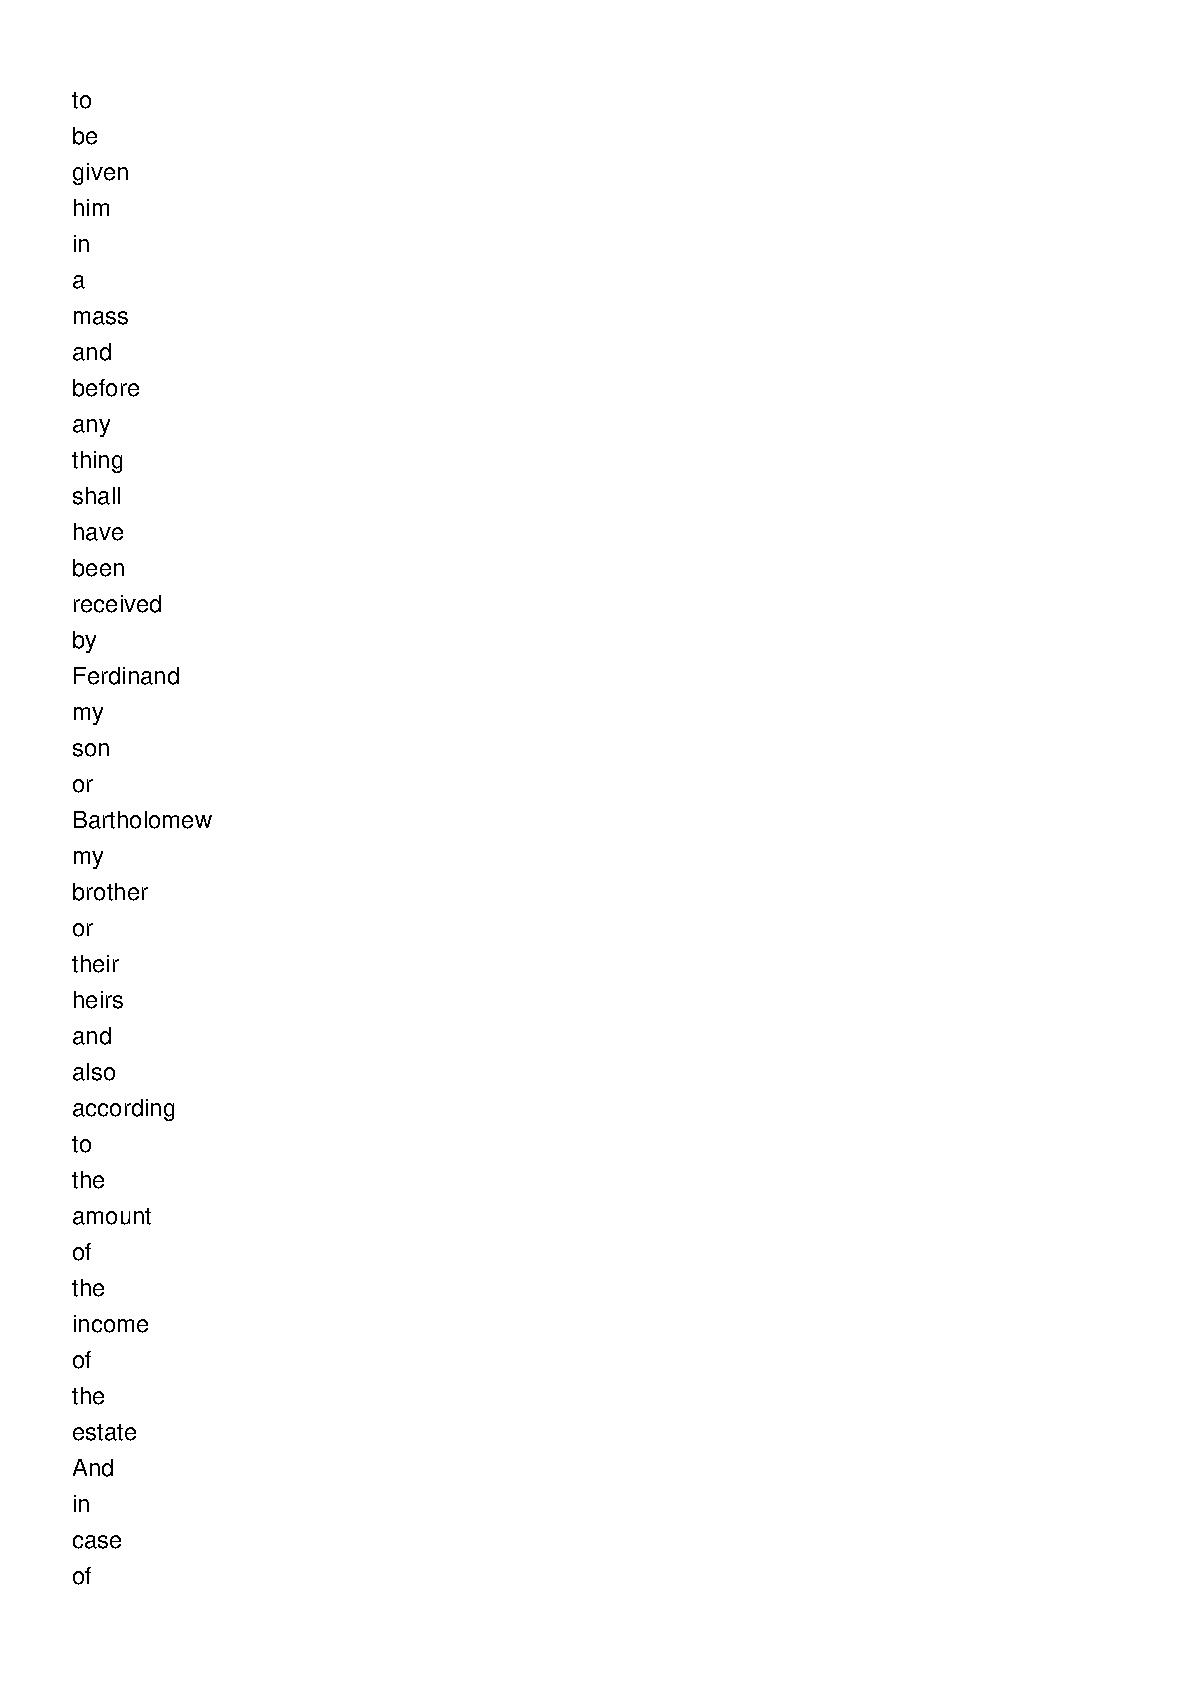 to
be
given
him
in
a
mass
and
before
any
thing
shall
have
been
received
by
Ferdinand
my
son
or
Bartholomew
my
brother
or
their
heirs
and
also
according
to
the
amount
of
the
income
of
the
estate
And
in
case
of